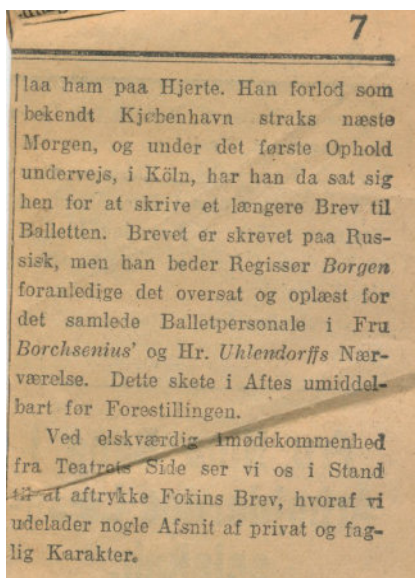 7
laa ham paa Hjerte. Han forlod som
bekendt Kjøbenhavn straks næste
Morgen, og under det første Ophold
undervejs, i Köln, har han da sat sig
hen for at skrive et længere Brev til
Balletten. Brevet er skrevet paa Rus-
sisk, men han beder Regissør Borgen
foranledige det oversat og oplæst for
det samlede Balletpersonale i Fru
Borchsenius' og Hr. Uhlendorffs Nær-
værelse. Dette skete i Aftes umiddel-
bart før Forestillingen.
Ved elskværdig Imødekommenhed
fra Teatrets Side ser vi os i Stand
til at aftrykke Fokins Brev, hvoraf vi
udelader nogle Afsnit af privat og fag-
lig Karakter.